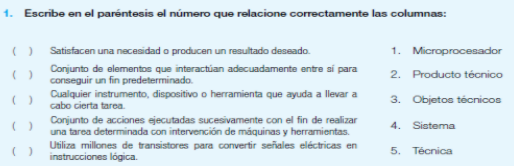 1. Escribe en el paréntesis el número que relacione correctamente las columnas:
( ) Satisfacen una necesidad o producen un resultado deseado. 1. Microprocesador
( ) Conjunto de elementos que interactúan adecuadamente entre sí para
conseguir un fin predeterminado. 2. Producto técnico
( ) Cualquier instrumento, dispositivo o herramienta que ayuda a llevar a
cabo cierta tarea. 3. Objetos técnicos
( ) Conjunto de acciones ejecutadas sucesivamente con el fin de realizar
una tarea determinada con intervención de máquinas y herramientas. 4. Sistema
( ) Utiliza millones de transistores para convertir señales eléctricas en
instrucciones lógica. 5. Técnica